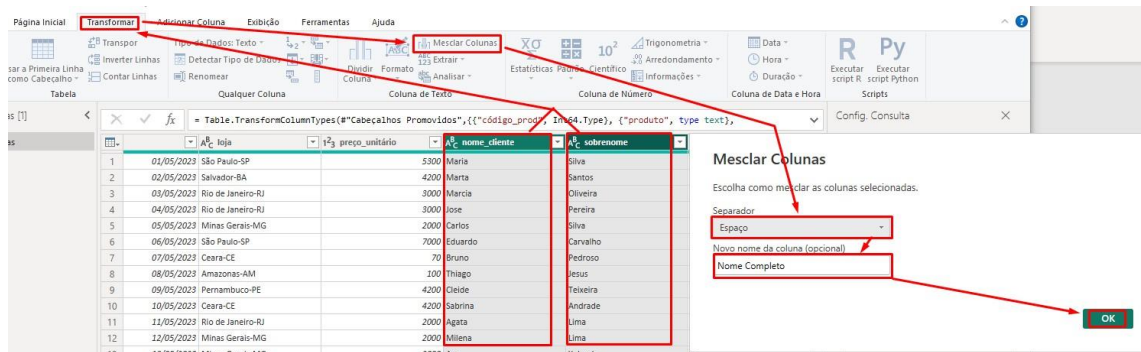 Página Inicial Transformar Adicionar Coluna Exibição Ferramentas Ajuda
Transpor Tipo de Dados: Texto Mesclar Colunas Trigonometria Data
sar a Primeira Linha Inverter Linhas Detectar Tipo de Dados Dividir Formato Extrair Estatísticas Padrão Científico Arredondamento Hora Executar Executar
como Cabeçalho Contar Linhas Renomear Coluna Analisar Informações Duração script R script Python
Tabela Qualquer Coluna Coluna de Texto Coluna de Número Coluna de Data e Hora Scripts
as [1] fx = Table.TransformColumnTypes(#"Cabeçalhos Promovidos",{{"código_prod", Int64.Type}, {"produto", type text}, Config. Consulta
loja preço_unitário nome_cliente sobrenome
1 01/05/2023 São Paulo-SP 5300 Maria Silva
2 02/05/2023 Salvador-BA 4200 Marta Santos
3 03/05/2023 Rio de Janeiro-RJ 3000 Marcia Oliveira
4 04/05/2023 Rio de Janeiro-RJ 3000 Jose Pereira
5 05/05/2023 Minas Gerais-MG 2000 Carlos Silva
6 06/05/2023 São Paulo-SP 7000 Eduardo Carvalho
7 07/05/2023 Ceara-CE 70 Bruno Pedroso
8 08/05/2023 Amazonas-AM 100 Thiago Jesus
9 09/05/2023 Pernambuco-PE 4200 Cleide Teixeira
10 10/05/2023 Ceara-CE 4200 Sabrina Andrade
11 11/05/2023 Rio de Janeiro-RJ 2000 Agata Lima
12 12/05/2023 Minas Gerais-MG 2000 Milena Lima
Mesclar Colunas
Escolha como mesclar as colunas selecionadas.
Separador
Espaço
Novo nome da coluna (opcional)
Nome Completo
OK